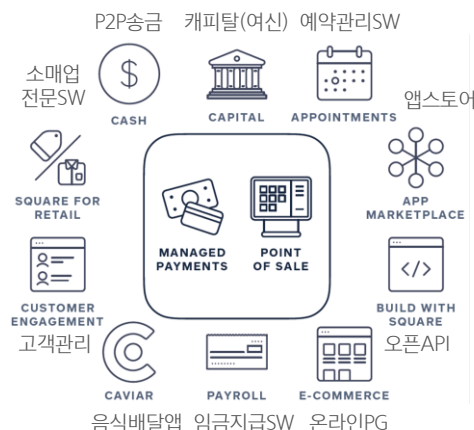 P2P송금 캐피탈(여신) 예약관리SW
소매업
전문SW
앱스토어
$
CASH
CAPITAL
APPOINTMENTS
SQUARE FOR
RETAIL
APP
MARKETPLACE
MANAGED
PAYMENTS
POINT
OF SALE
CUSTOMER
ENGAGEMENT
고객관리
</>
BUILD WITH
SQUARE
오픈API
CAVIAR
PAYROLL
E-COMMERCE
음식배달앱 임금지급SW 온라인PG